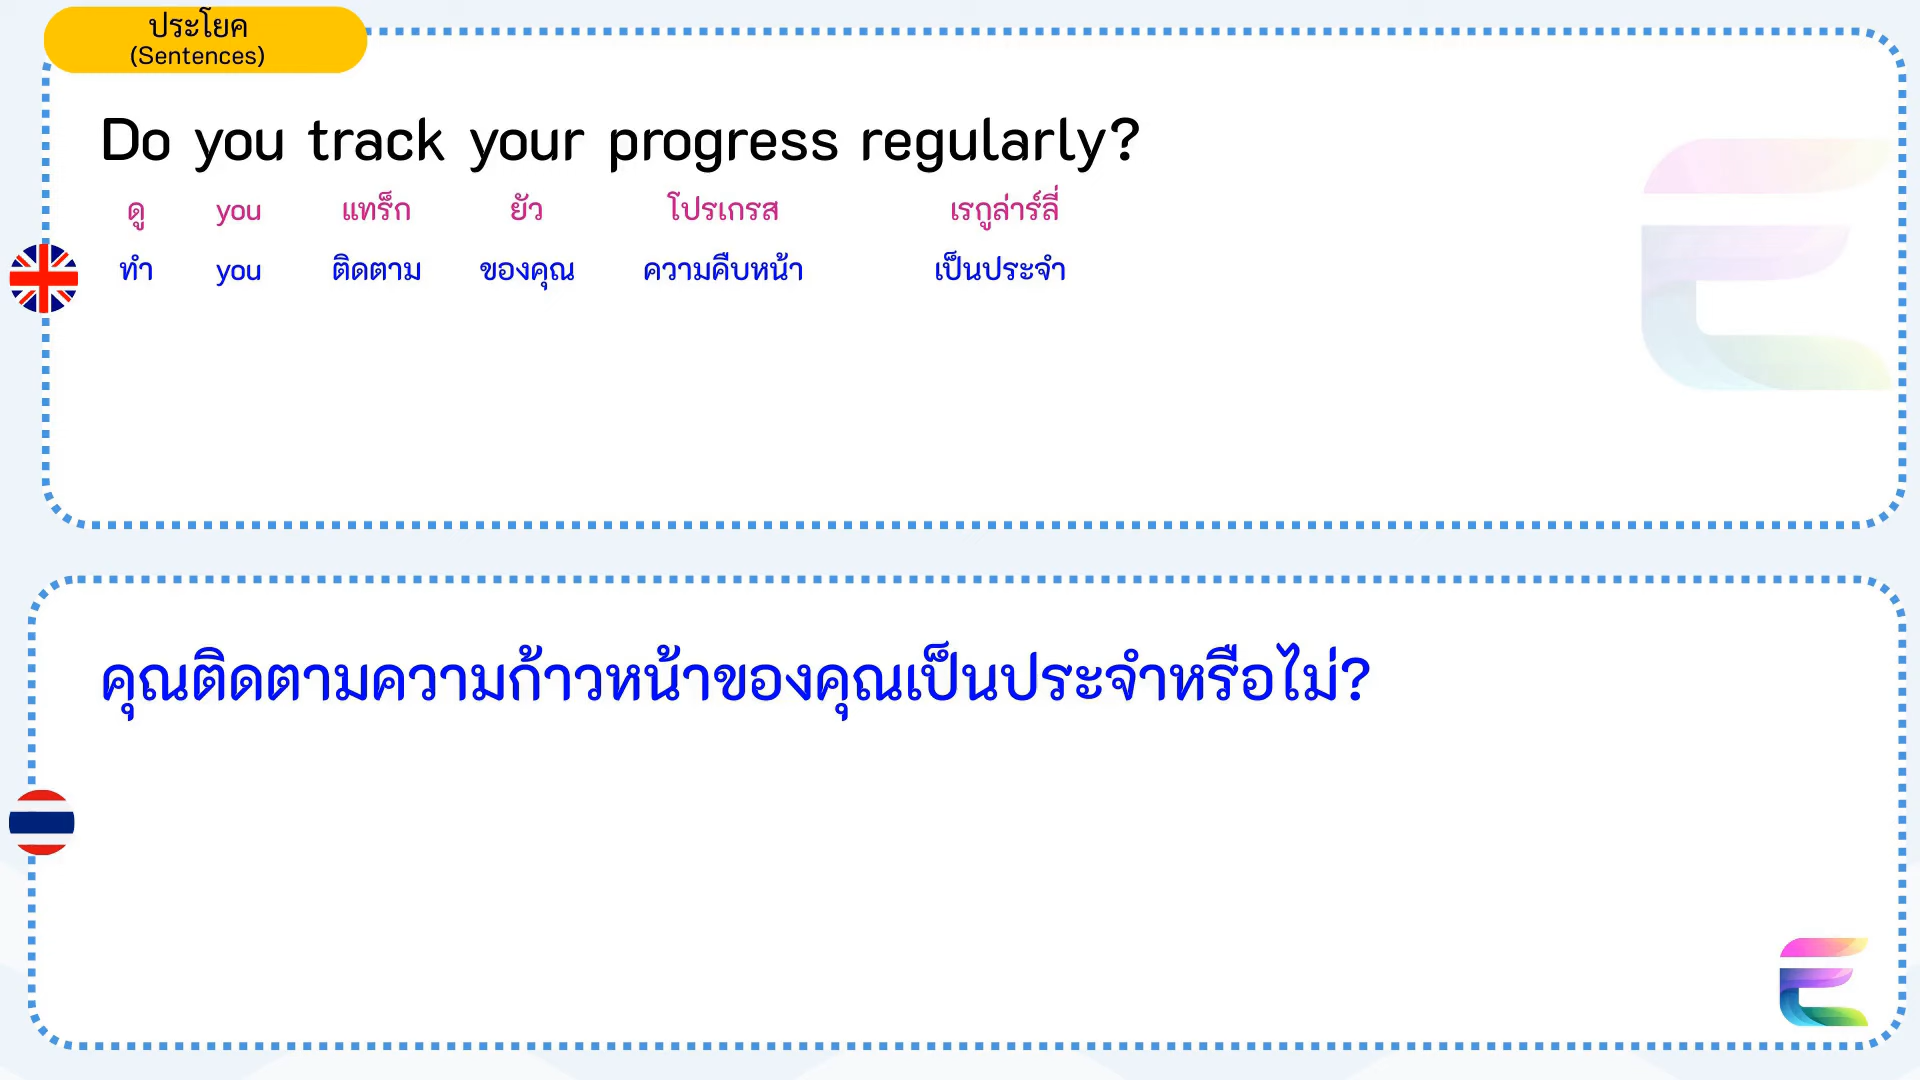 ประโยค
(Sentences)
Do you track your progress regularly?
ดู you แทร็ก ยัว โปรเกรส เรกูล่าร์ลี่
ทำ you ติดตาม ของคุณ ความคืบหน้า เป็นประจำ
คุณติดตามความก้าวหน้าของคุณเป็นประจำหรือไม่?